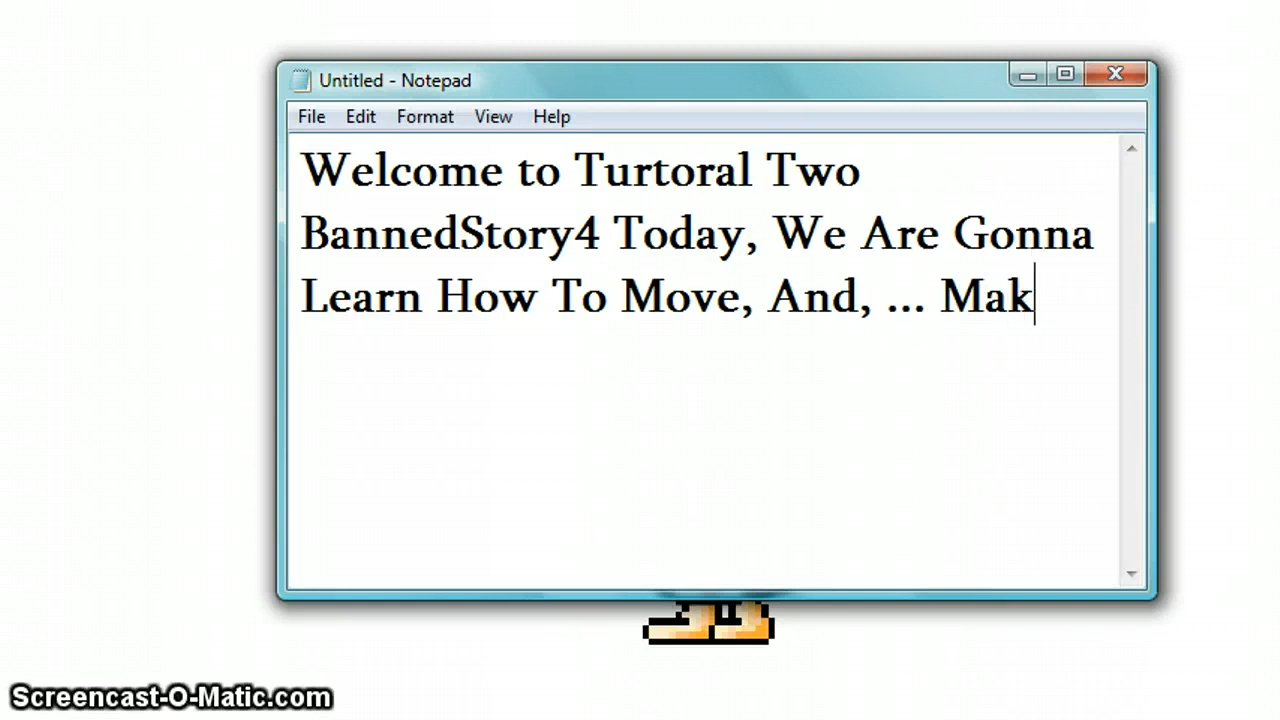 Untitled - Notepad
File Edit Format View Help
Welcome to Turtoral Two
BannedStory4 Today, We Are Gonna
Learn How To Move, And, ... Mak
Screencast-O-Matic.com